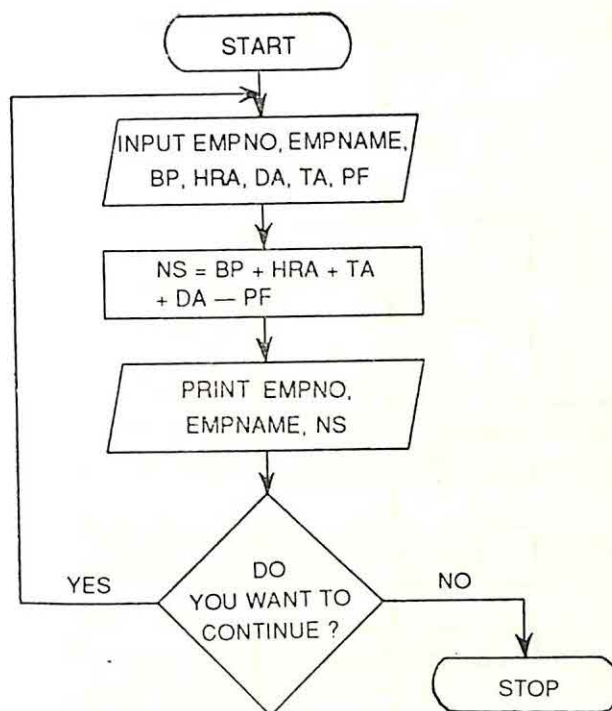 START
INPUT EMPNO, EMPNAME,
BP, HRA, DA, TA, PF
NS = BP + HRA + TA
+ DA — PF
PRINT EMPNO,
EMPNAME, NS
DO
YOU WANT TO
CONTINUE ?
YES
NO
STOP